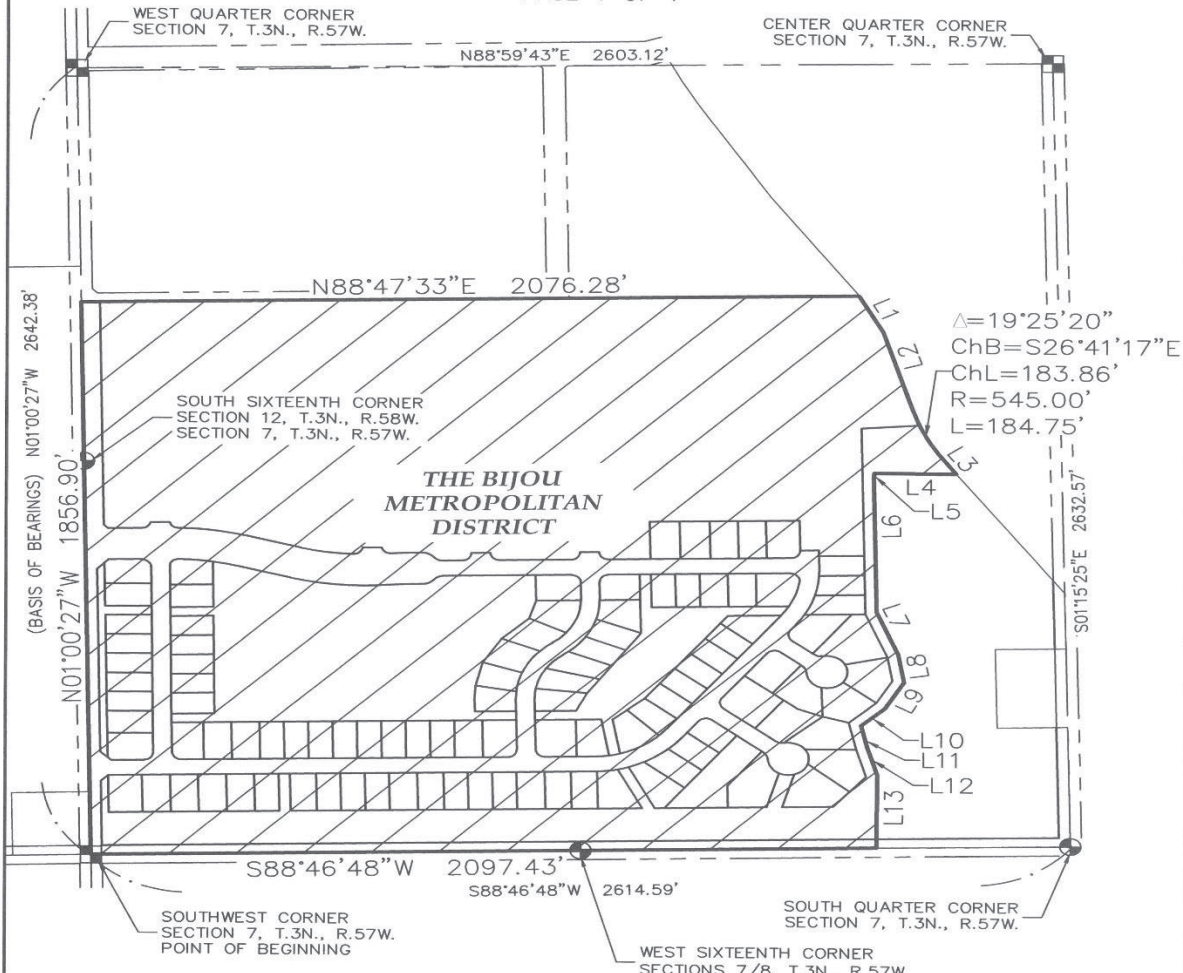 WEST QUARTER CORNER
SECTION 7, T.3N., R.57W.
CENTER QUARTER CORNER
SECTION 7, T.3N., R.57W.
N88°59'43"E 2603.12'
N88°47'33"E 2076.28'
L1
L2
△=19°25'20"
ChB=S26°41'17"E
ChL=183.86'
R=545.00'
L=184.75'
(BASIS OF BEARINGS) N01°00'27"W 2642.38'
N01°00'27"W 1856.90'
SOUTH SIXTEENTH CORNER
SECTION 12, T.3N., R.58W.
SECTION 7, T.3N., R.57W.
THE BIJOU
METROPOLITAN
DISTRICT
L3
L4
L5
L6
S01°15'25"E 2632.57'
L7
L8
L9
L10
L11
L12
L13
S88°46'48"W 2097.43'
S88°46'48"W 2614.59'
SOUTHWEST CORNER
SECTION 7, T.3N., R.57W.
POINT OF BEGINNING
SOUTH QUARTER CORNER
SECTION 7, T.3N., R.57W.
WEST SIXTEENTH CORNER
SECTIONS 7/8, T.3N., R.57W.